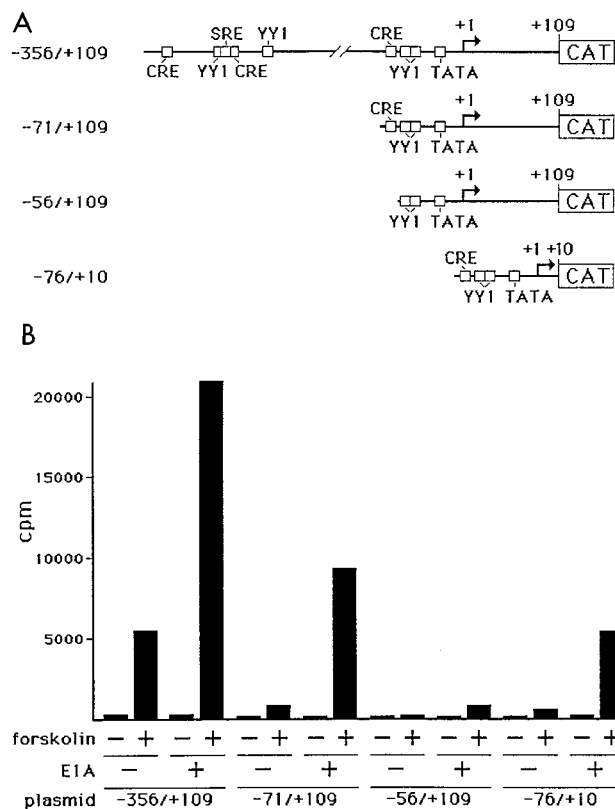 A
-356/+109
SRE YY1
CRE
+1
+109
CRE
YY1 CRE
YY1 TATA
CAT
-71/+109
CRE
+1
+109
YY1 TATA
CAT
-56/+109
+1
+109
YY1 TATA
CAT
-76/+10
CRE
+1 +10
YY1 TATA
CAT
B
20000
15000
10000
5000
cpm
forskolin − + − + − + − + − + − + − + − +
E1A − + − + − + − +
plasmid -356/+109 -71/+109 -56/+109 -76/+10